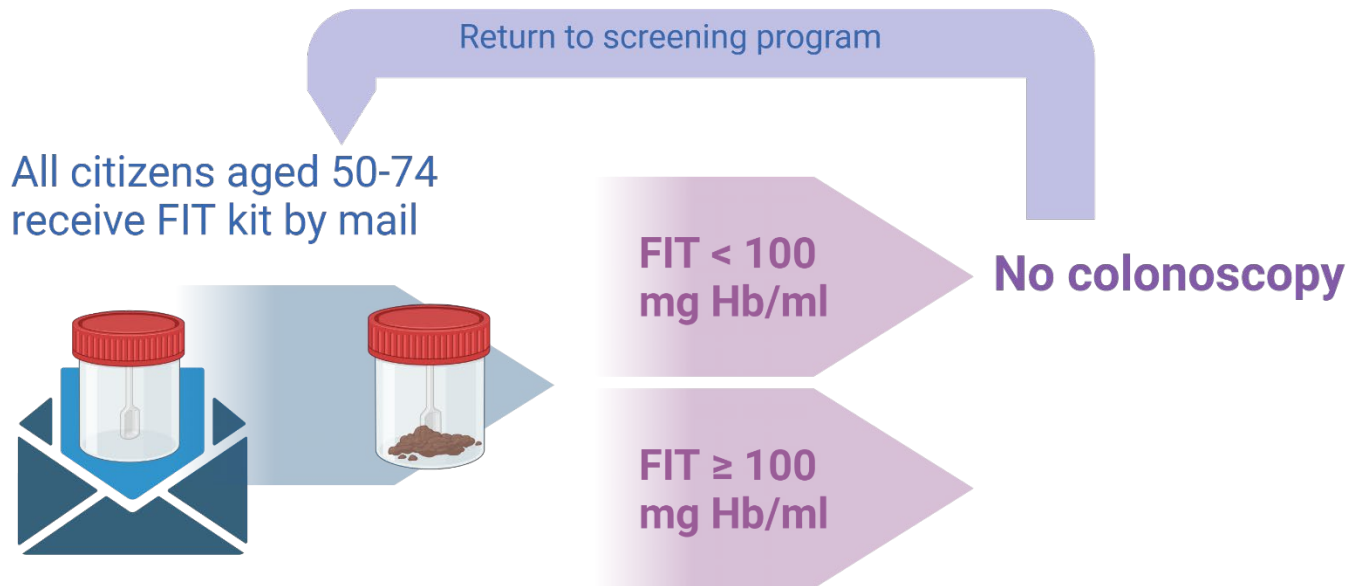 Return to screening program
All citizens aged 50-74
receive FIT kit by mail
FIT < 100
mg Hb/ml
No colonoscopy
FIT ≥ 100
mg Hb/ml